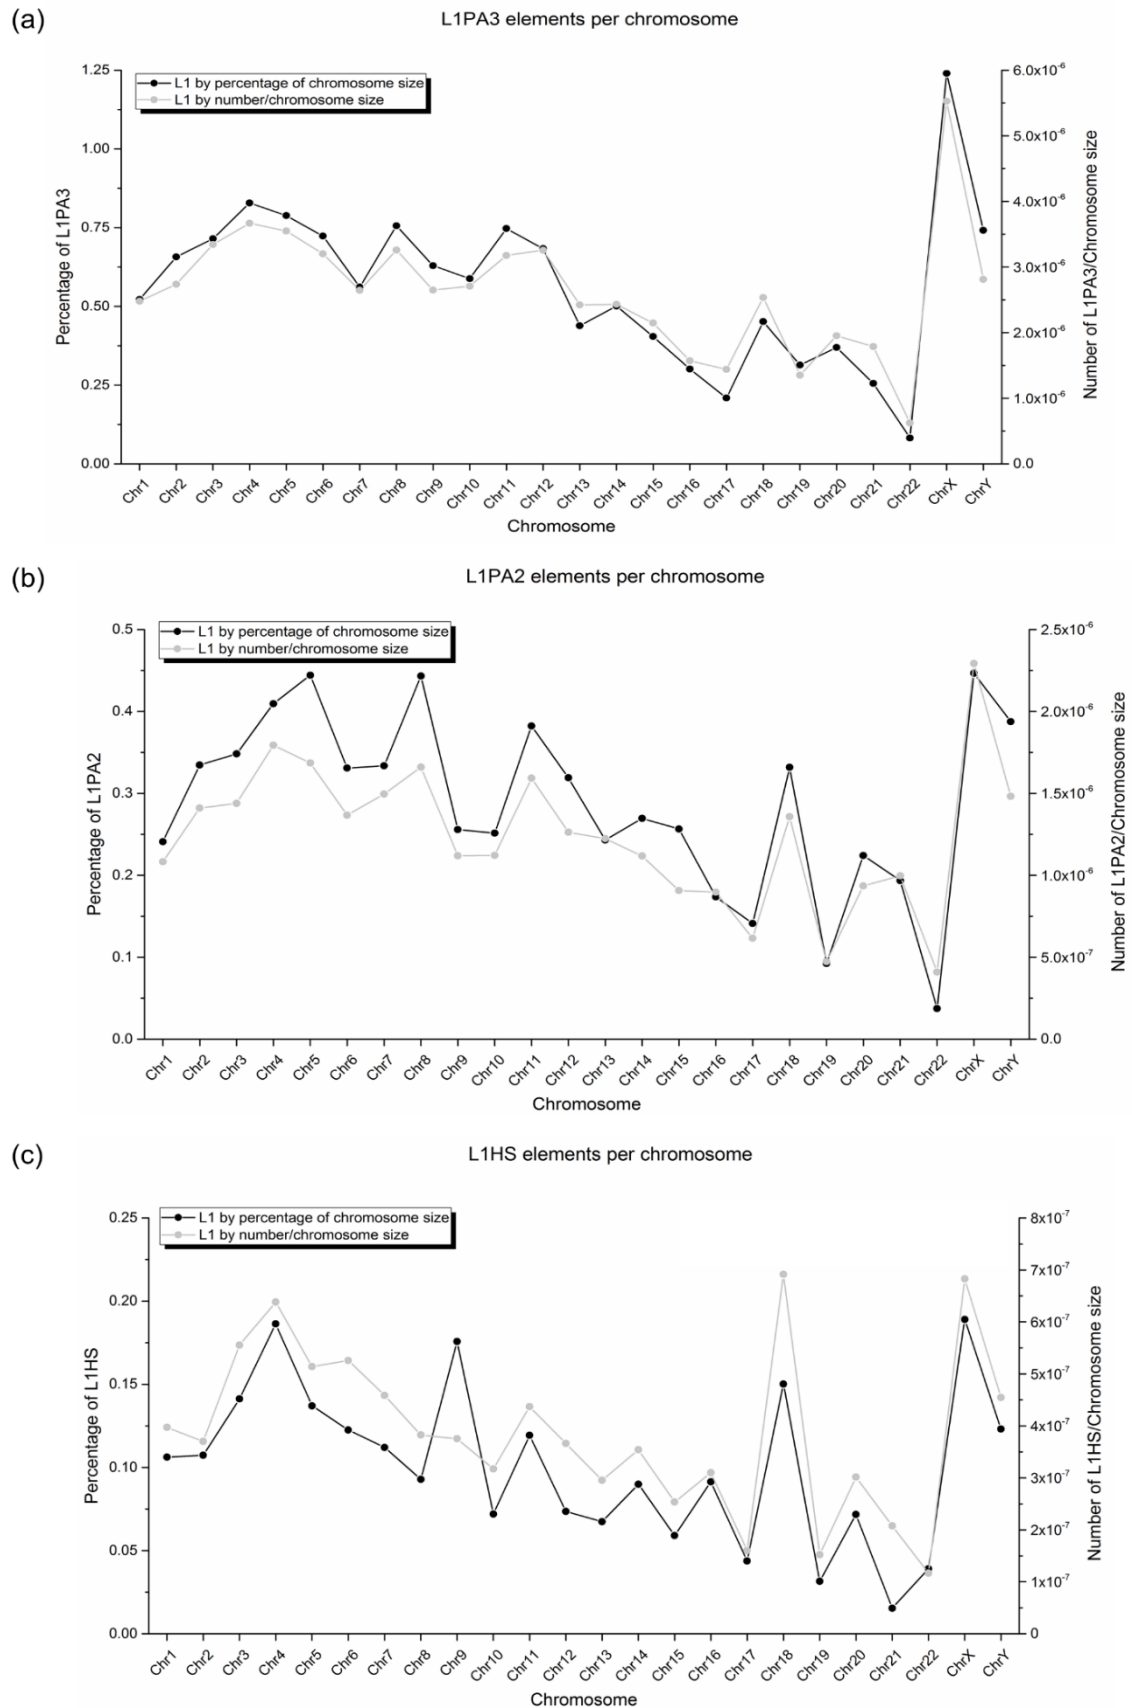 (a)
L1PA3 elements per chromosome
L1 by percentage of chromosome size
L1 by number/chromosome size
Percentage of L1PA3
1.25
1.00
0.75
0.50
0.25
0.00
6.0x10⁻⁶
5.0x10⁻⁶
4.0x10⁻⁶
3.0x10⁻⁶
2.0x10⁻⁶
1.0x10⁻⁶
0.0
Number of L1PA3/Chromosome size
Chr1 Chr2 Chr3 Chr4 Chr5 Chr6 Chr7 Chr8 Chr9 Chr10 Chr11 Chr12 Chr13 Chr14 Chr15 Chr16 Chr17 Chr18 Chr19 Chr20 Chr21 Chr22 ChrX ChrY
Chromosome
(b)
L1PA2 elements per chromosome
L1 by percentage of chromosome size
L1 by number/chromosome size
Percentage of L1PA2
0.5
0.4
0.3
0.2
0.1
0.0
2.5x10⁻⁶
2.0x10⁻⁶
1.5x10⁻⁶
1.0x10⁻⁶
5.0x10⁻⁷
0.0
Number of L1PA2/Chromosome size
Chr1 Chr2 Chr3 Chr4 Chr5 Chr6 Chr7 Chr8 Chr9 Chr10 Chr11 Chr12 Chr13 Chr14 Chr15 Chr16 Chr17 Chr18 Chr19 Chr20 Chr21 Chr22 ChrX ChrY
Chromosome
(c)
L1HS elements per chromosome
L1 by percentage of chromosome size
L1 by number/chromosome size
Percentage of L1HS
0.25
0.20
0.15
0.10
0.05
0.00
8x10⁻⁷
7x10⁻⁷
6x10⁻⁷
5x10⁻⁷
4x10⁻⁷
3x10⁻⁷
2x10⁻⁷
1x10⁻⁷
0
Number of L1HS/Chromosome size
Chr1 Chr2 Chr3 Chr4 Chr5 Chr6 Chr7 Chr8 Chr9 Chr10 Chr11 Chr12 Chr13 Chr14 Chr15 Chr16 Chr17 Chr18 Chr19 Chr20 Chr21 Chr22 ChrX ChrY
Chromosome